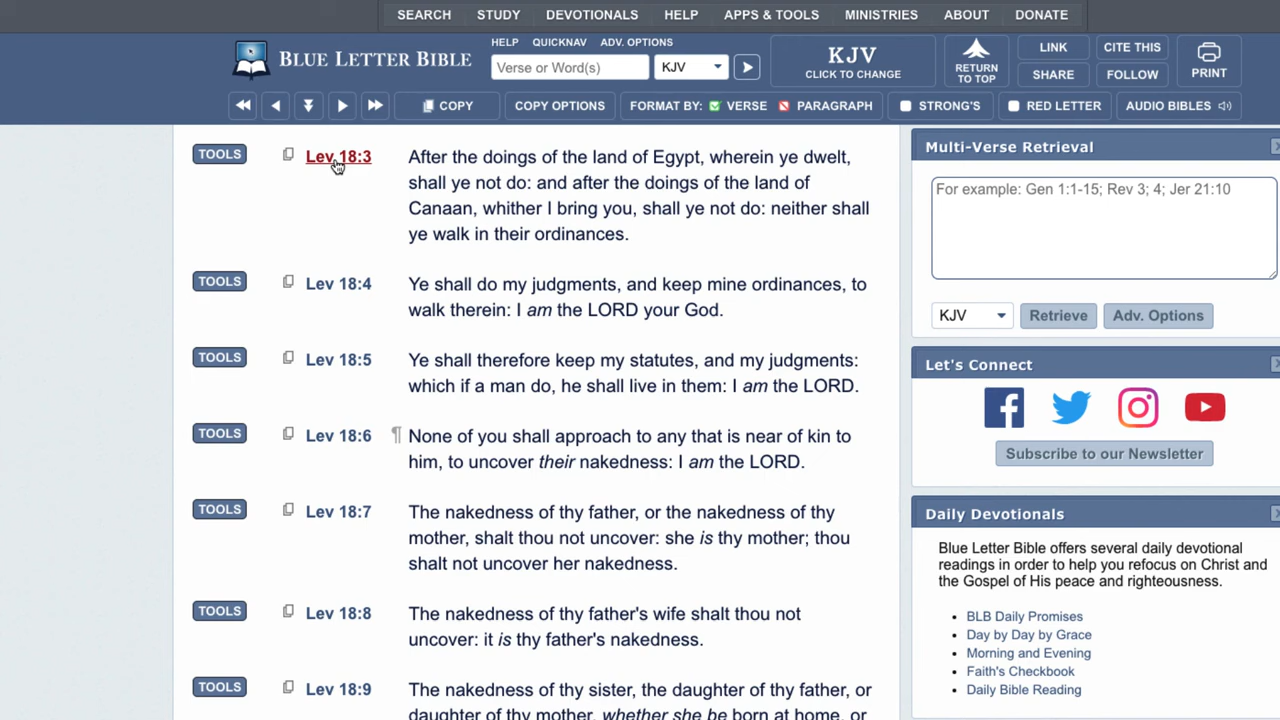 SEARCH STUDY DEVOTIONALS HELP APPS & TOOLS MINISTRIES ABOUT DONATE
BLUE LETTER BIBLE
HELP QUICKNAV ADV. OPTIONS
Verse or Word(s) KJV
KJV
CLICK TO CHANGE
RETURN
TO TOP
LINK
CITE THIS
SHARE
FOLLOW
PRINT
COPY COPY OPTIONS FORMAT BY: VERSE PARAGRAPH STRONG'S RED LETTER AUDIO BIBLES
TOOLS Lev 18:3 After the doings of the land of Egypt, wherein ye dwelt,
shall ye not do: and after the doings of the land of
Canaan, whither I bring you, shall ye not do: neither shall
ye walk in their ordinances.
TOOLS Lev 18:4 Ye shall do my judgments, and keep mine ordinances, to
walk therein: I am the LORD your God.
TOOLS Lev 18:5 Ye shall therefore keep my statutes, and my judgments:
which if a man do, he shall live in them: I am the LORD.
TOOLS Lev 18:6 ¶ None of you shall approach to any that is near of kin to
him, to uncover their nakedness: I am the LORD.
TOOLS Lev 18:7 The nakedness of thy father, or the nakedness of thy
mother, shalt thou not uncover: she is thy mother; thou
shalt not uncover her nakedness.
TOOLS Lev 18:8 The nakedness of thy father's wife shalt thou not
uncover: it is thy father's nakedness.
TOOLS Lev 18:9 The nakedness of thy sister, the daughter of thy father, or
daughter of thy mother, whether she be born at home, or
Multi-Verse Retrieval
For example: Gen 1:1-15; Rev 3; 4; Jer 21:10
KJV Retrieve Adv. Options
Let's Connect
Subscribe to our Newsletter
Daily Devotionals
Blue Letter Bible offers several daily devotional
readings in order to help you refocus on Christ and
the Gospel of His peace and righteousness.
BLB Daily Promises
Day by Day by Grace
Morning and Evening
Faith's Checkbook
Daily Bible Reading